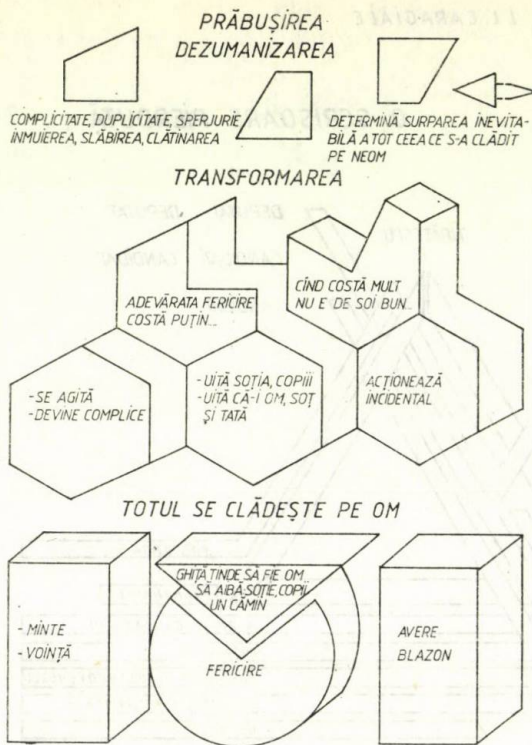 PRĂBUȘIREA
DEZUMANIZAREA
COMPLICITATE, DUPLICITATE, SPERJURIE
INMUIEREA, SLĂBIREA, CLĂTINAREA
DETERMINĂ SURPAREA INEVITA-
BILĂ A TOT CEEA CE S-A CLĂDIT
PE NEOM
TRANSFORMAREA
ADEVĂRATA FERICIRE
COSTĂ PUȚIN...
CÎND COSTĂ MULT
NU E DE SOI BUN...
-SE AGITĂ
-DEVINE COMPLICE
-UITĂ SOȚIA, COPIII
-UITĂ CĂ-I OM, SOȚ
ȘI TATĂ
ACȚIONEAZĂ
INCIDENTAL
TOTUL SE CLĂDEȘTE PE OM
GHIȚĂ TINDE SĂ FIE OM...
SĂ AIBĂ SOȚIE, COPII,
UN CĂMIN
- MINTE
- VOINȚĂ
FERICIRE
AVERE
BLAZON